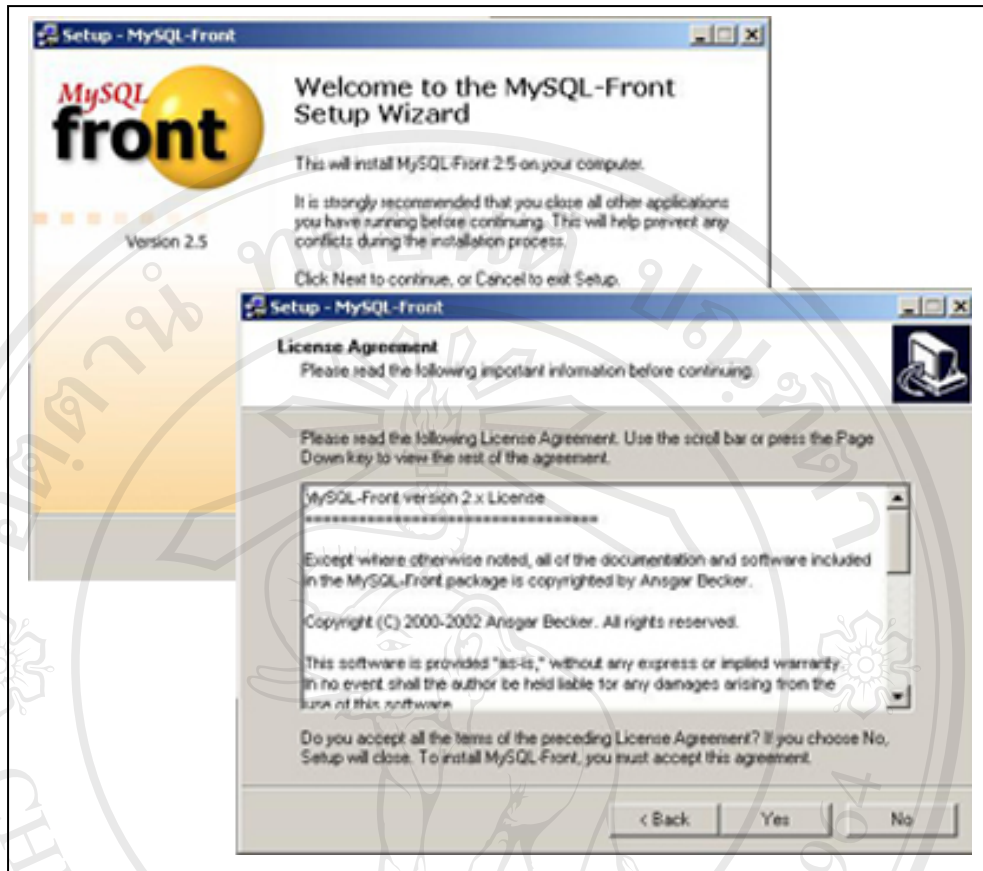 Setup - MySQL-Front
MySQL
front
Version 2.5
Welcome to the MySQL-Front
Setup Wizard
This will install MySQL-Front 2.5 on your computer.
It is strongly recommended that you close all other applications
you have running before continuing. This will help prevent any
conflicts during the installation process.
Click Next to continue, or Cancel to exit Setup.
Setup - MySQL-Front
License Agreement
Please read the following important information before continuing.
Please read the following License Agreement. Use the scroll bar or press the Page
Down key to view the rest of the agreement.
MySQL-Front version 2.x License
==================================
Except where otherwise noted, all of the documentation and software included
in the MySQL-Front package is copyrighted by Ansgar Becker.
Copyright (C) 2000-2002 Ansgar Becker. All rights reserved.
This software is provided "as-is," without any express or implied warranty.
In no event shall the author be held liable for any damages arising from the
use of this software.
Do you accept all the terms of the preceding License Agreement? If you choose No,
Setup will close. To install MySQL-Front, you must accept this agreement.
< Back
Yes
No